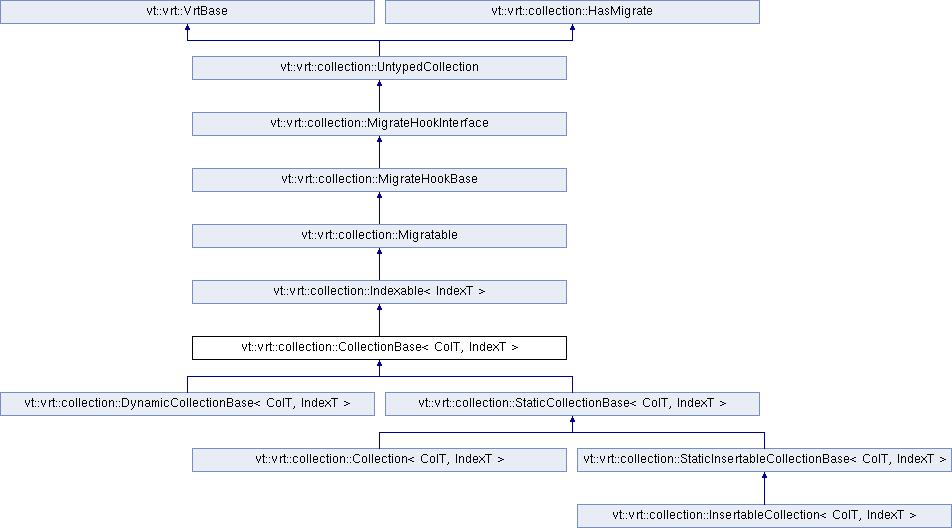 vt::vrt::VrtBase
vt::vrt::collection::HasMigrate
vt::vrt::collection::UntypedCollection
vt::vrt::collection::MigrateHookInterface
vt::vrt::collection::MigrateHookBase
vt::vrt::collection::Migratable
vt::vrt::collection::Indexable< IndexT >
vt::vrt::collection::CollectionBase< ColT, IndexT >
vt::vrt::collection::DynamicCollectionBase< ColT, IndexT >
vt::vrt::collection::StaticCollectionBase< ColT, IndexT >
vt::vrt::collection::Collection< ColT, IndexT >
vt::vrt::collection::StaticInsertableCollectionBase< ColT, IndexT >
vt::vrt::collection::InsertableCollection< ColT, IndexT >